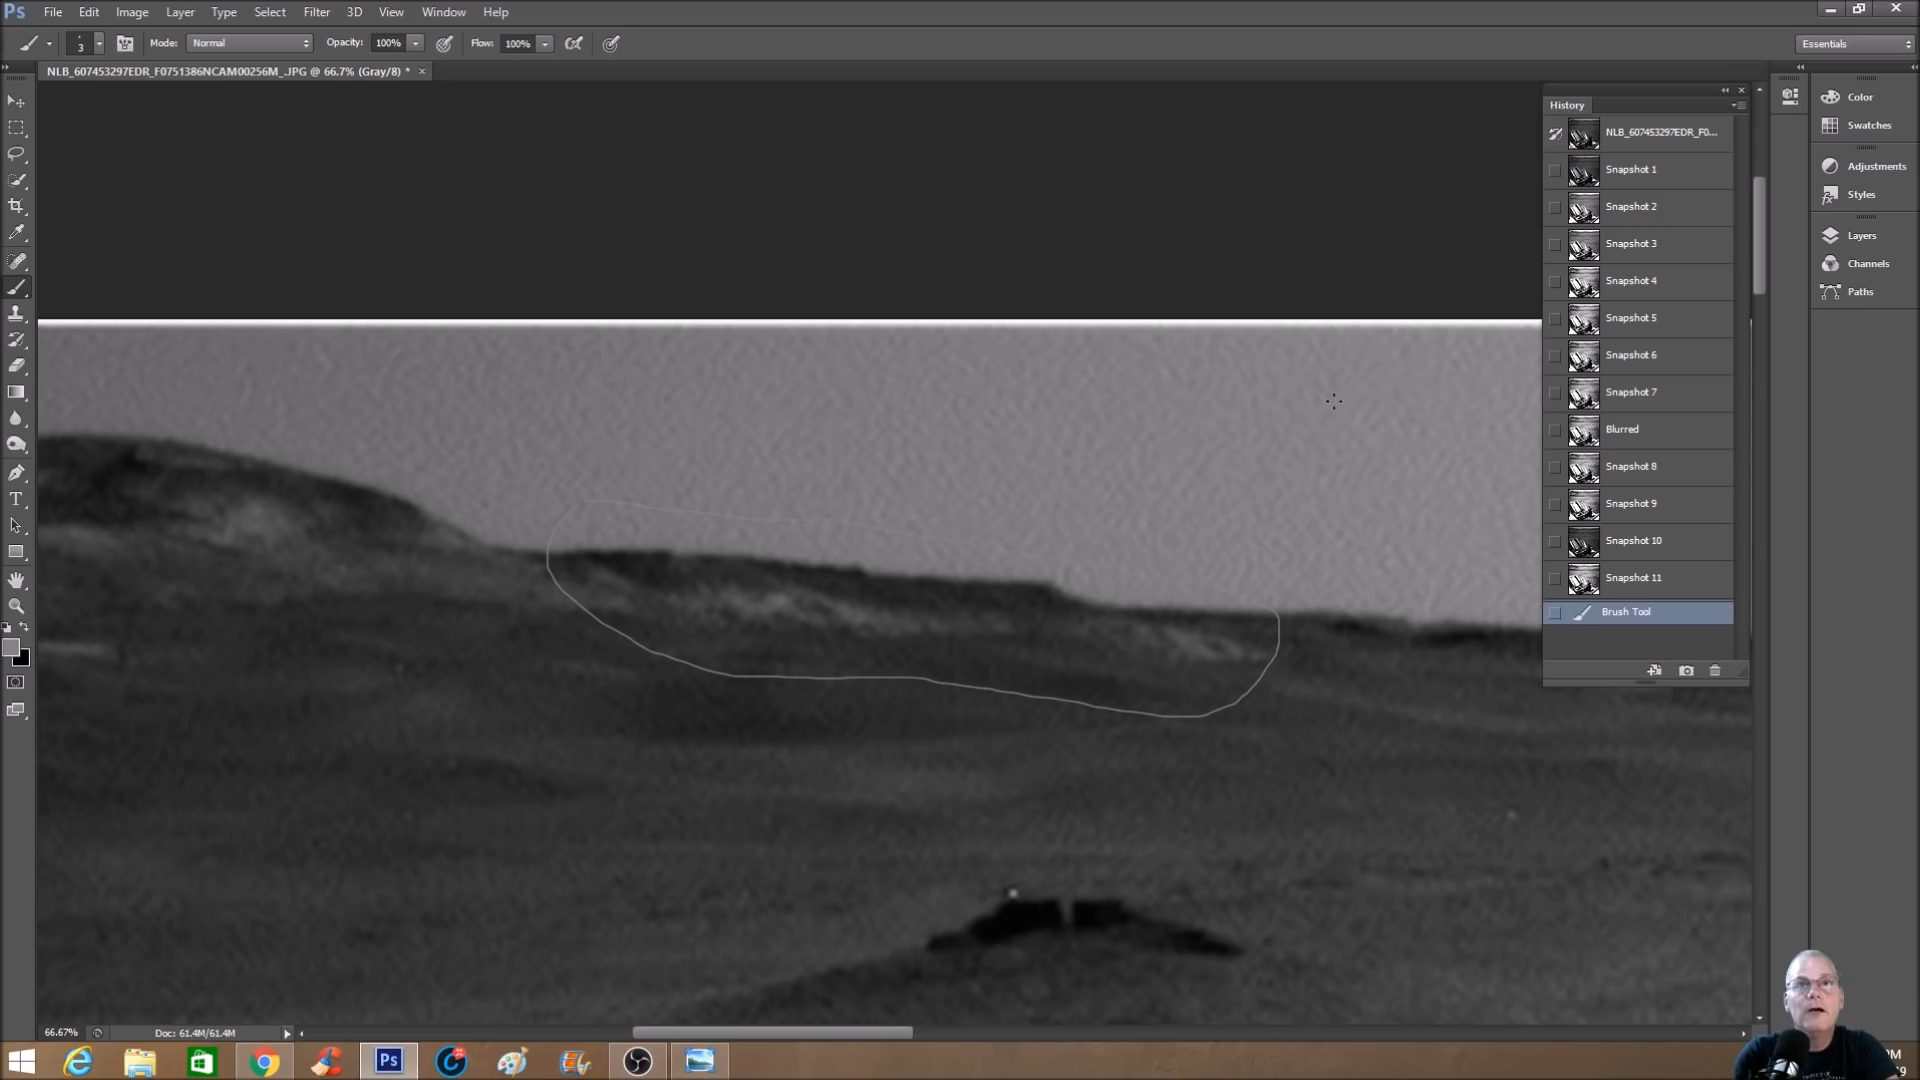 Ps File Edit Image Layer Type Select Filter 3D View Window Help
3 Mode: Normal Opacity: 100% Flow: 100% Essentials
NLB_607453297EDR_F0751386NCAM00256M_.JPG @ 66.7% (Gray/8) * ×
History
NLB_607453297EDR_F0...
Snapshot 1
Snapshot 2
Snapshot 3
Snapshot 4
Snapshot 5
Snapshot 6
Snapshot 7
Blurred
Snapshot 8
Snapshot 9
Snapshot 10
Snapshot 11
Brush Tool
Color
Swatches
Adjustments
Styles
Layers
Channels
Paths
66.67% Doc: 61.4M/61.4M
Ps